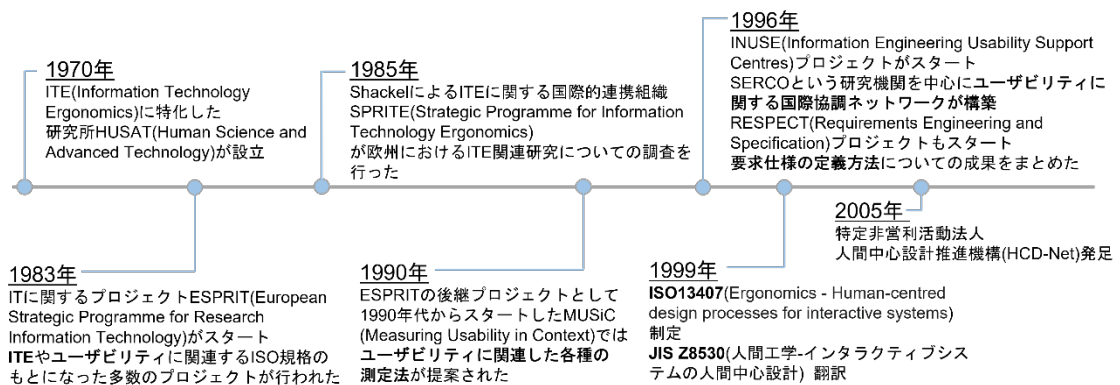 1970年
ITE(Information Technology
Ergonomics)に特化した
研究所HUSAT(Human Science and
Advanced Technology)が設立
1983年
ITに関するプロジェクトESPRIT(European
Strategic Programme for Research
Information Technology)がスタート
ITEやユーザビリティに関連するISO規格の
もとになった多数のプロジェクトが行われた
1985年
ShackelによるITEに関する国際的連携組織
SPRITE(Strategic Programme for
Information Technology Ergonomics)
が欧州におけるITE関連研究についての調査を
行った
1990年
ESPRITの後継プロジェクトとして
1990年代からスタートしたMUSiC
(Measuring Usability in Context)では
ユーザビリティに関連した各種の
測定法が提案された
1996年
INUSE(Information Engineering Usability Support
Centres)プロジェクトがスタート
SERCOという研究機関を中心にユーザビリティに
関する国際協調ネットワークが構築
RESPECT(Requirements Engineering and
Specification)プロジェクトもスタート
要求仕様の定義方法についての成果をまとめた
1999年
ISO13407(Ergonomics - Human-centred
design processes for interactive systems)
制定
JIS Z8530(人間工学-インタラクティブシス
テムの人間中心設計) 翻訳
2005年
特定非営利活動法人
人間中心設計推進機構(HCD-Net)発足